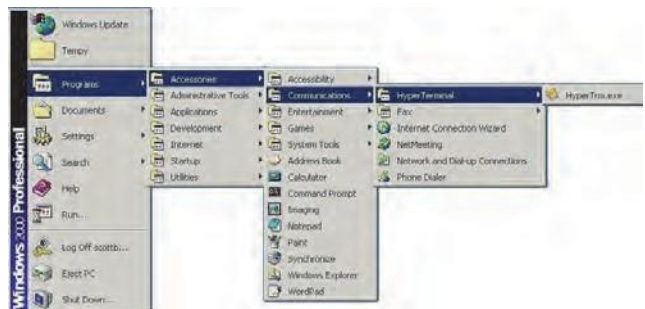 Windows 2000 Professional
Windows Update
Tempy
Programs
Documents
Settings
Search
Help
Run...
Log Off scottb...
Eject PC
Shut Down...
Accessories
Administrative Tools
Applications
Development
Internet
Startup
Utilities
Accessibility
Communications
Entertainment
Games
System Tools
Address Book
Calculator
Command Prompt
Imaging
Notepad
Paint
Synchronize
Windows Explorer
WordPad
HyperTerminal
Fax
Internet Connection Wizard
NetMeeting
Network and Dial-up Connections
Phone Dialer
HyperTrm.exe